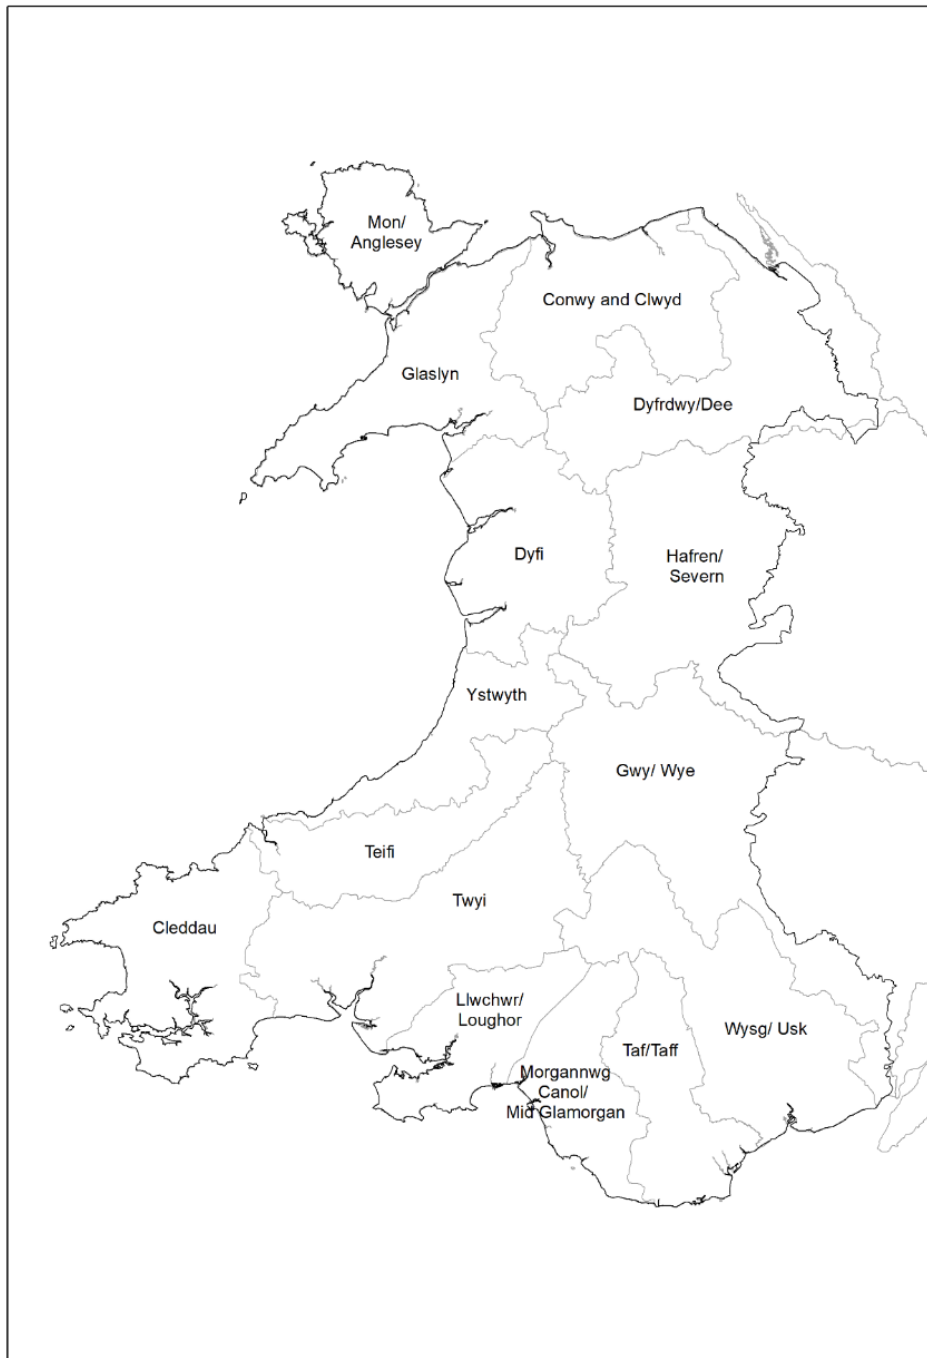 Mon/
Anglesey
Conwy and Clwyd
Glaslyn
Dyfrdwy/Dee
Dyfi
Hafren/
Severn
Ystwyth
Gwy/ Wye
Teifi
Twyi
Cleddau
Llwchwr/
Loughor
Wysg/ Usk
Taf/Taff
Morgannwg
Canol/
Mid Glamorgan